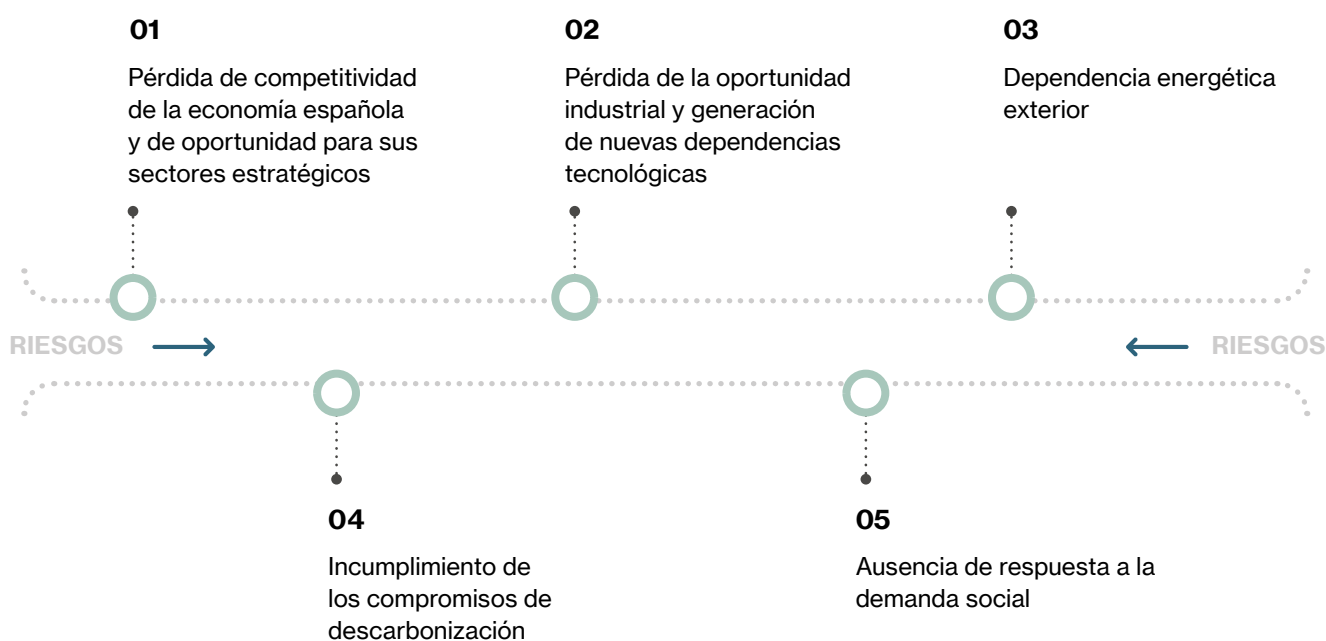 01
Pérdida de competitividad
de la economía española
y de oportunidad para sus
sectores estratégicos
02
Pérdida de la oportunidad
industrial y generación
de nuevas dependencias
tecnológicas
03
Dependencia energética
exterior
RIESGOS
RIESGOS
04
Incumplimiento de
los compromisos de
descarbonización
05
Ausencia de respuesta a la
demanda social